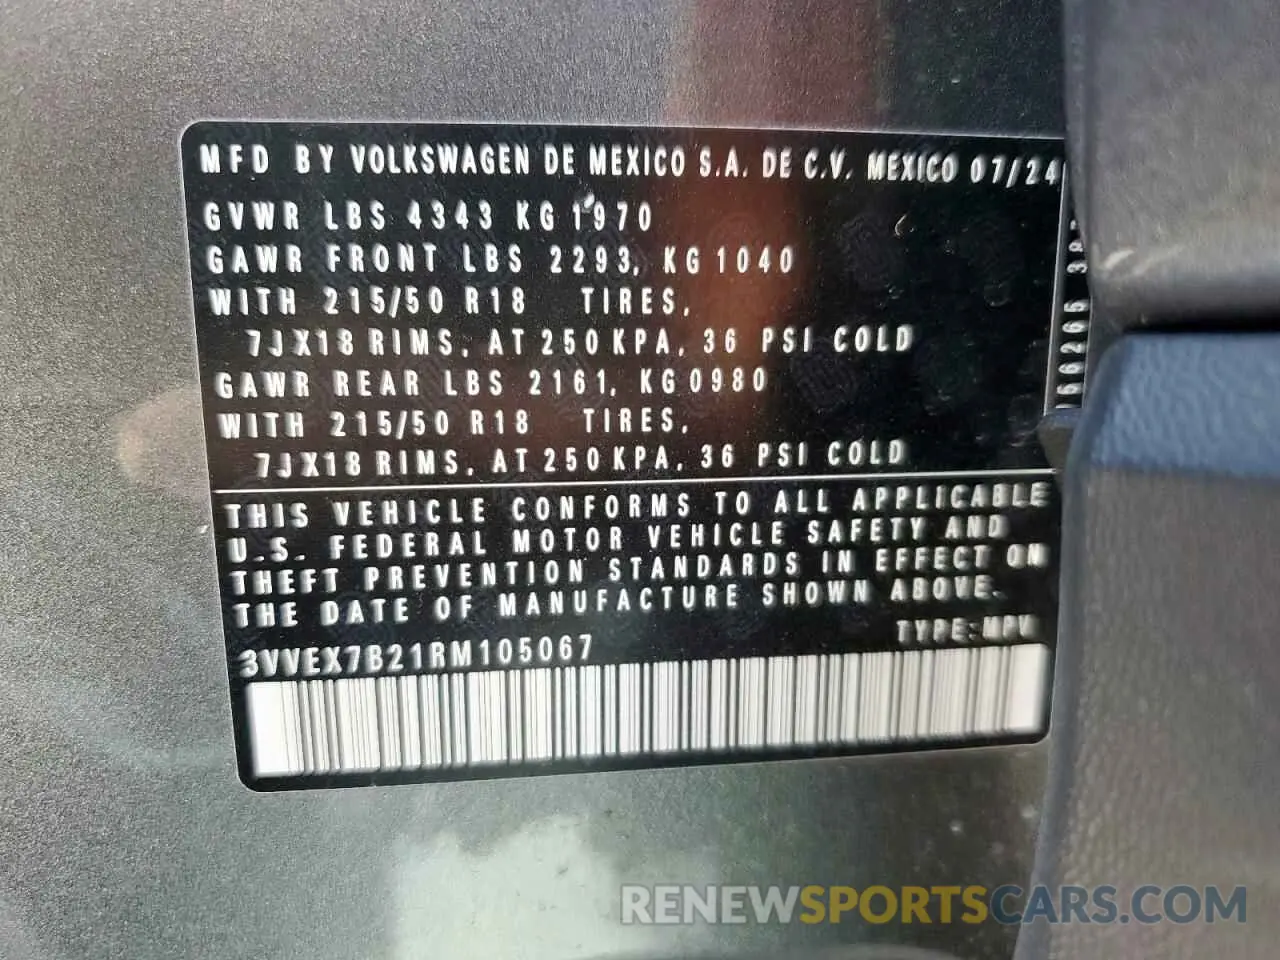 MFD BY VOLKSWAGEN DE MEXICO S.A. DE C.V. MEXICO 07/24
GVWR LBS 4343 KG 1970
GAWR FRONT LBS 2293, KG 1040
WITH 215/50 R18 TIRES,
7JX18 RIMS, AT 250 KPA, 36 PSI COLD
GAWR REAR LBS 2161, KG 0980
WITH 215/50 R18 TIRES,
7JX18 RIMS, AT 250 KPA, 36 PSI COLD
THIS VEHICLE CONFORMS TO ALL APPLICABLE
U.S. FEDERAL MOTOR VEHICLE SAFETY AND
THEFT PREVENTION STANDARDS IN EFFECT ON
THE DATE OF MANUFACTURE SHOWN ABOVE.
TYPE: MPV
3VVEX7B21RM105067
RENEWSPORTSCARS.COM